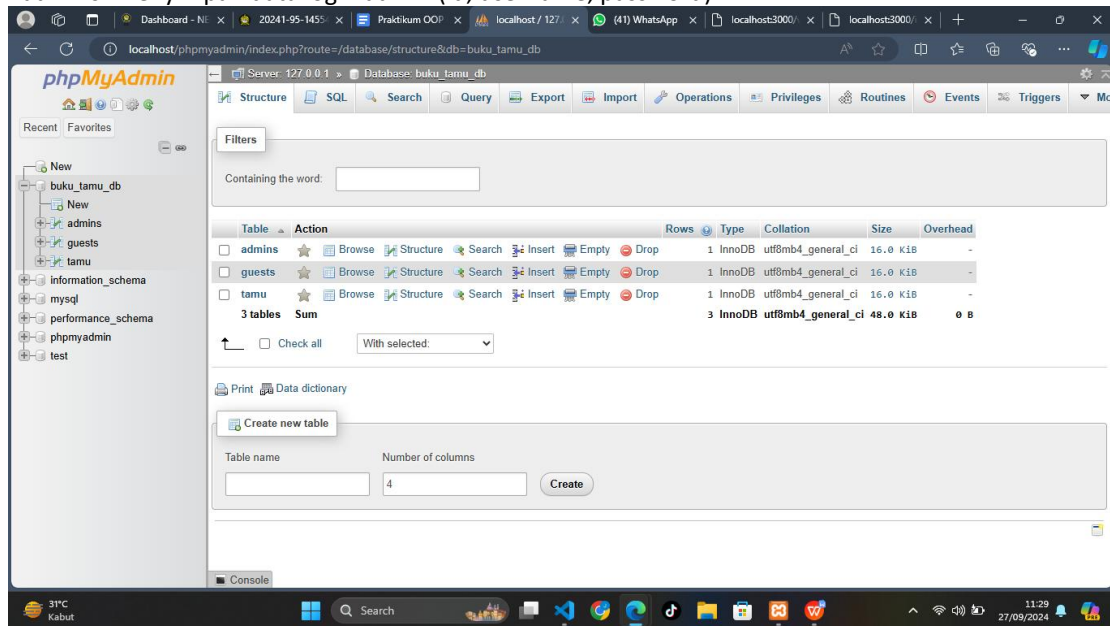 Dashboard - NE
20241-95-1455
Praktikum OOP
localhost / 127.
(41) WhatsApp
localhost:3000/
localhost:3000/
localhost/phpmyadmin/index.php?route=/database/structure&db=buku_tamu_db
phpMyAdmin
Recent Favorites
New
buku_tamu_db
New
admins
guests
tamu
information_schema
mysql
performance_schema
phpmyadmin
test
Server: 127.0.0.1 » Database: buku_tamu_db
Structure SQL Search Query Export Import Operations Privileges Routines Events Triggers Mo
Filters
Containing the word:
Table Action Rows Type Collation Size Overhead
admins Browse Structure Search Insert Empty Drop 1 InnoDB utf8mb4_general_ci 16.0 KiB -
guests Browse Structure Search Insert Empty Drop 1 InnoDB utf8mb4_general_ci 16.0 KiB -
tamu Browse Structure Search Insert Empty Drop 1 InnoDB utf8mb4_general_ci 16.0 KiB -
3 tables Sum 3 InnoDB utf8mb4_general_ci 48.0 KiB 0 B
Check all With selected:
Print Data dictionary
Create new table
Table name Number of columns
4 Create
Console
31°C
Kabut
Search
11:29
27/09/2024